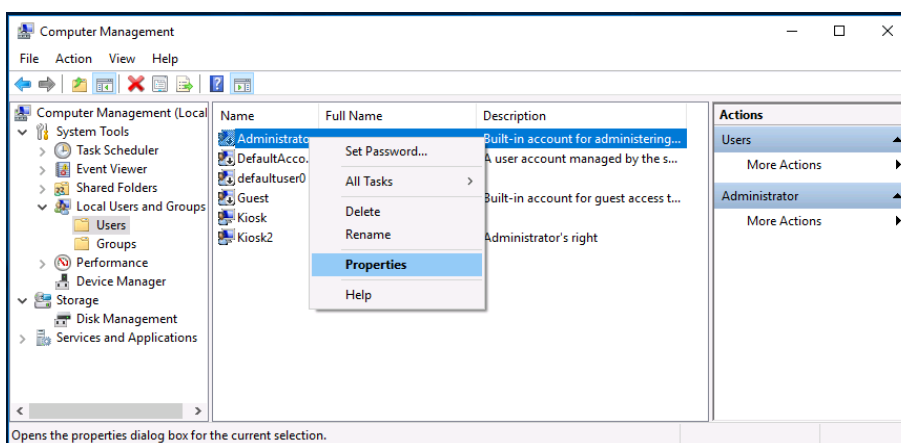 Computer Management
File Action View Help
Computer Management (Local
System Tools
Task Scheduler
Event Viewer
Shared Folders
Local Users and Groups
Users
Groups
Performance
Device Manager
Storage
Disk Management
Services and Applications
Name Full Name Description
Administrato Built-in account for administering...
DefaultAcco. A user account managed by the s...
defaultuser0
Guest Built-in account for guest access t...
Kiosk
Kiosk2 Administrator's right
Set Password...
All Tasks
Delete
Rename
Properties
Help
Actions
Users
More Actions
Administrator
More Actions
Opens the properties dialog box for the current selection.